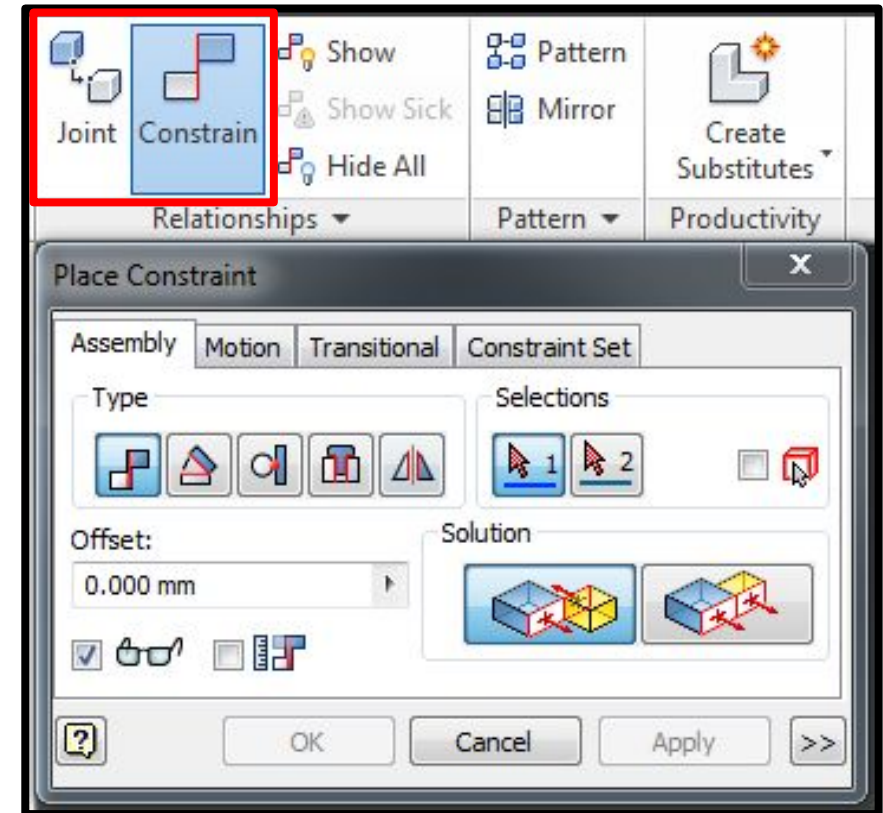 Joint
Constrain
Show
Show Sick
Hide All
Pattern
Mirror
Create
Substitutes
Relationships
Pattern
Productivity
Place Constraint
x
Assembly
Motion
Transitional
Constraint Set
Type
Selections
1
2
Offset:
Solution
0.000 mm
?
OK
Cancel
Apply
>>